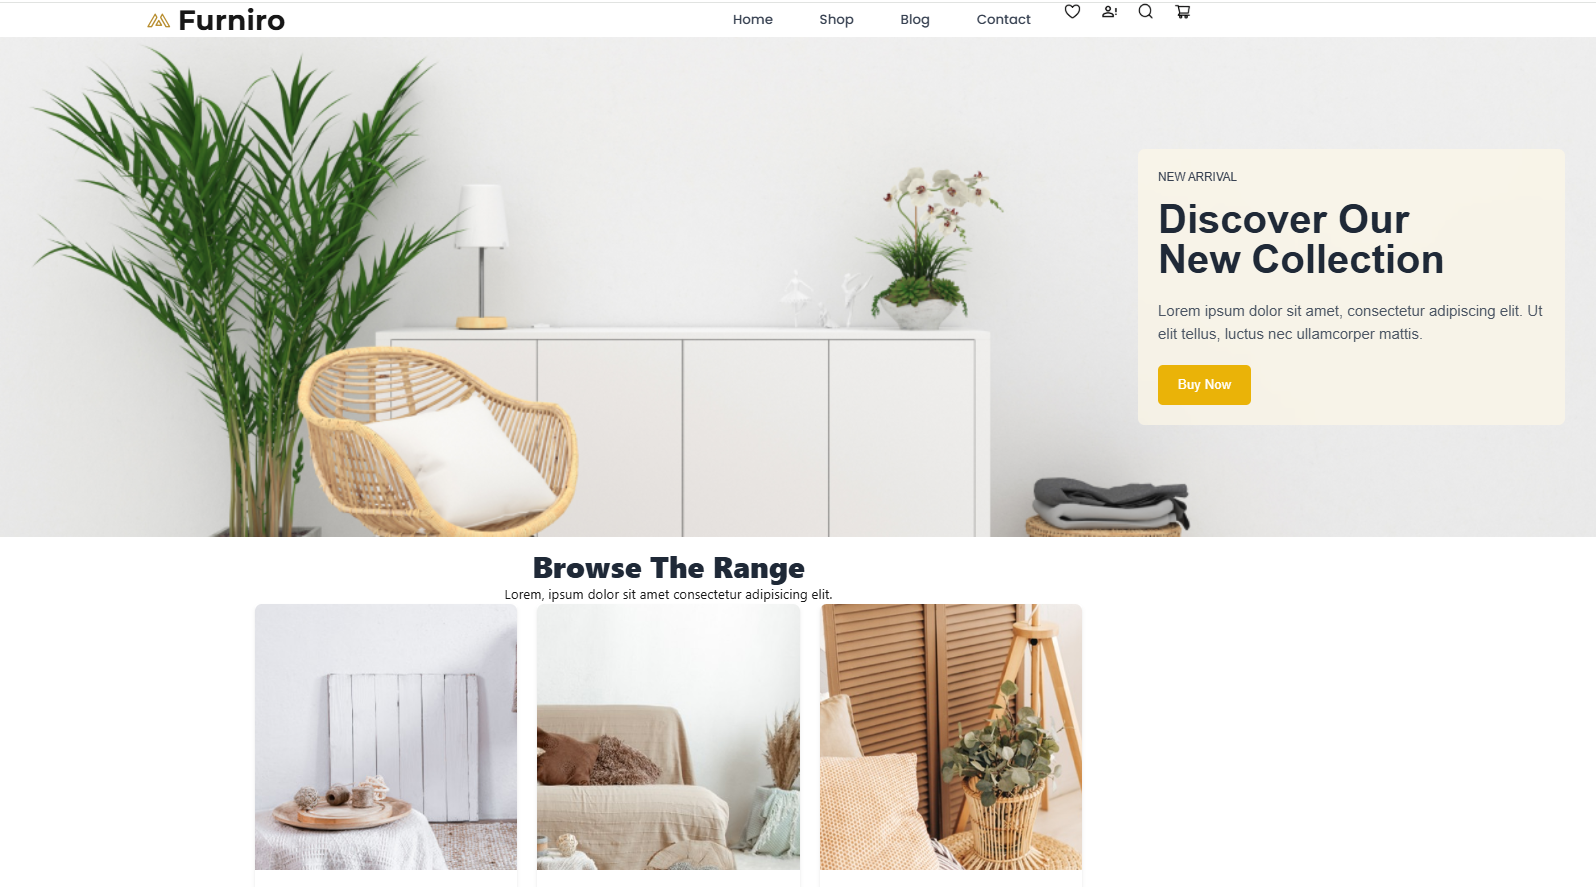 Furniro
Home Shop Blog Contact
NEW ARRIVAL
Discover Our
New Collection
Lorem ipsum dolor sit amet, consectetur adipiscing elit. Ut
elit tellus, luctus nec ullamcorper mattis.
Buy Now
Browse The Range
Lorem, ipsum dolor sit amet consectetur adipisicing elit.